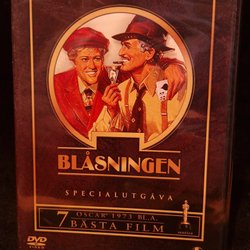 BLÅSNINGEN
SPECIALUTGÅVA
7 OSCAR® 1973 BL.A.
BÄSTA FILM
DVD